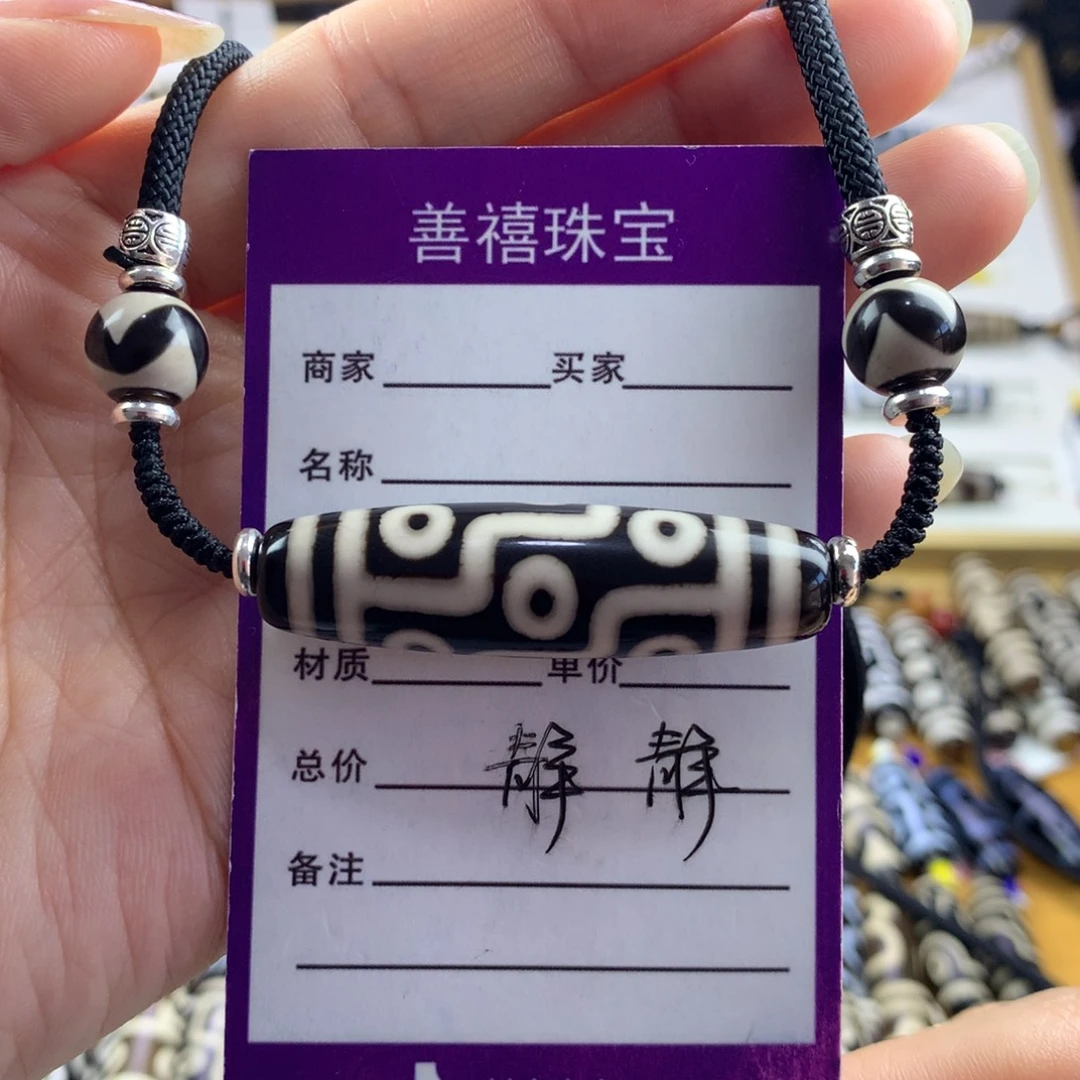 善禧珠宝
商家 买家
名称
材质 单价
总价 静 静
备注